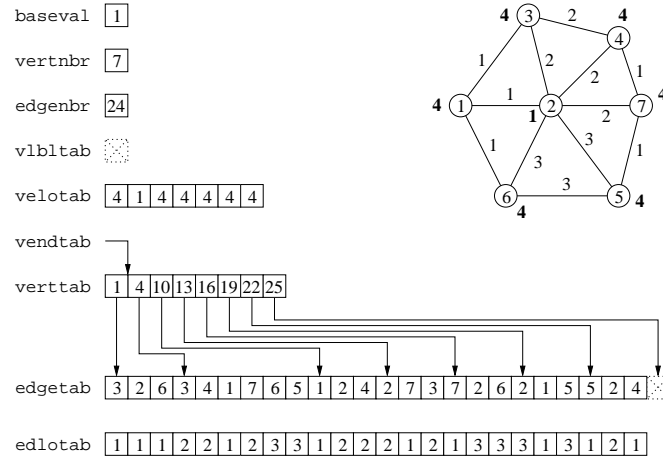 baseval 1
vertnbr 7
edgenbr 24
vlbltab
velotab 4 1 4 4 4 4 4
vendtab
verttab 1 4 10 13 16 19 22 25
edgetab 3 2 6 3 4 1 7 6 5 1 2 4 2 7 3 7 2 6 2 1 5 5 2 4
edlotab 1 1 1 2 2 1 2 3 3 1 2 2 2 1 2 1 3 3 3 1 3 1 2 1
4 3 2 4
4
1 2 2 1
4 1 1 2 2 7 4
1
1 3 3 1
3
6 5 4
4